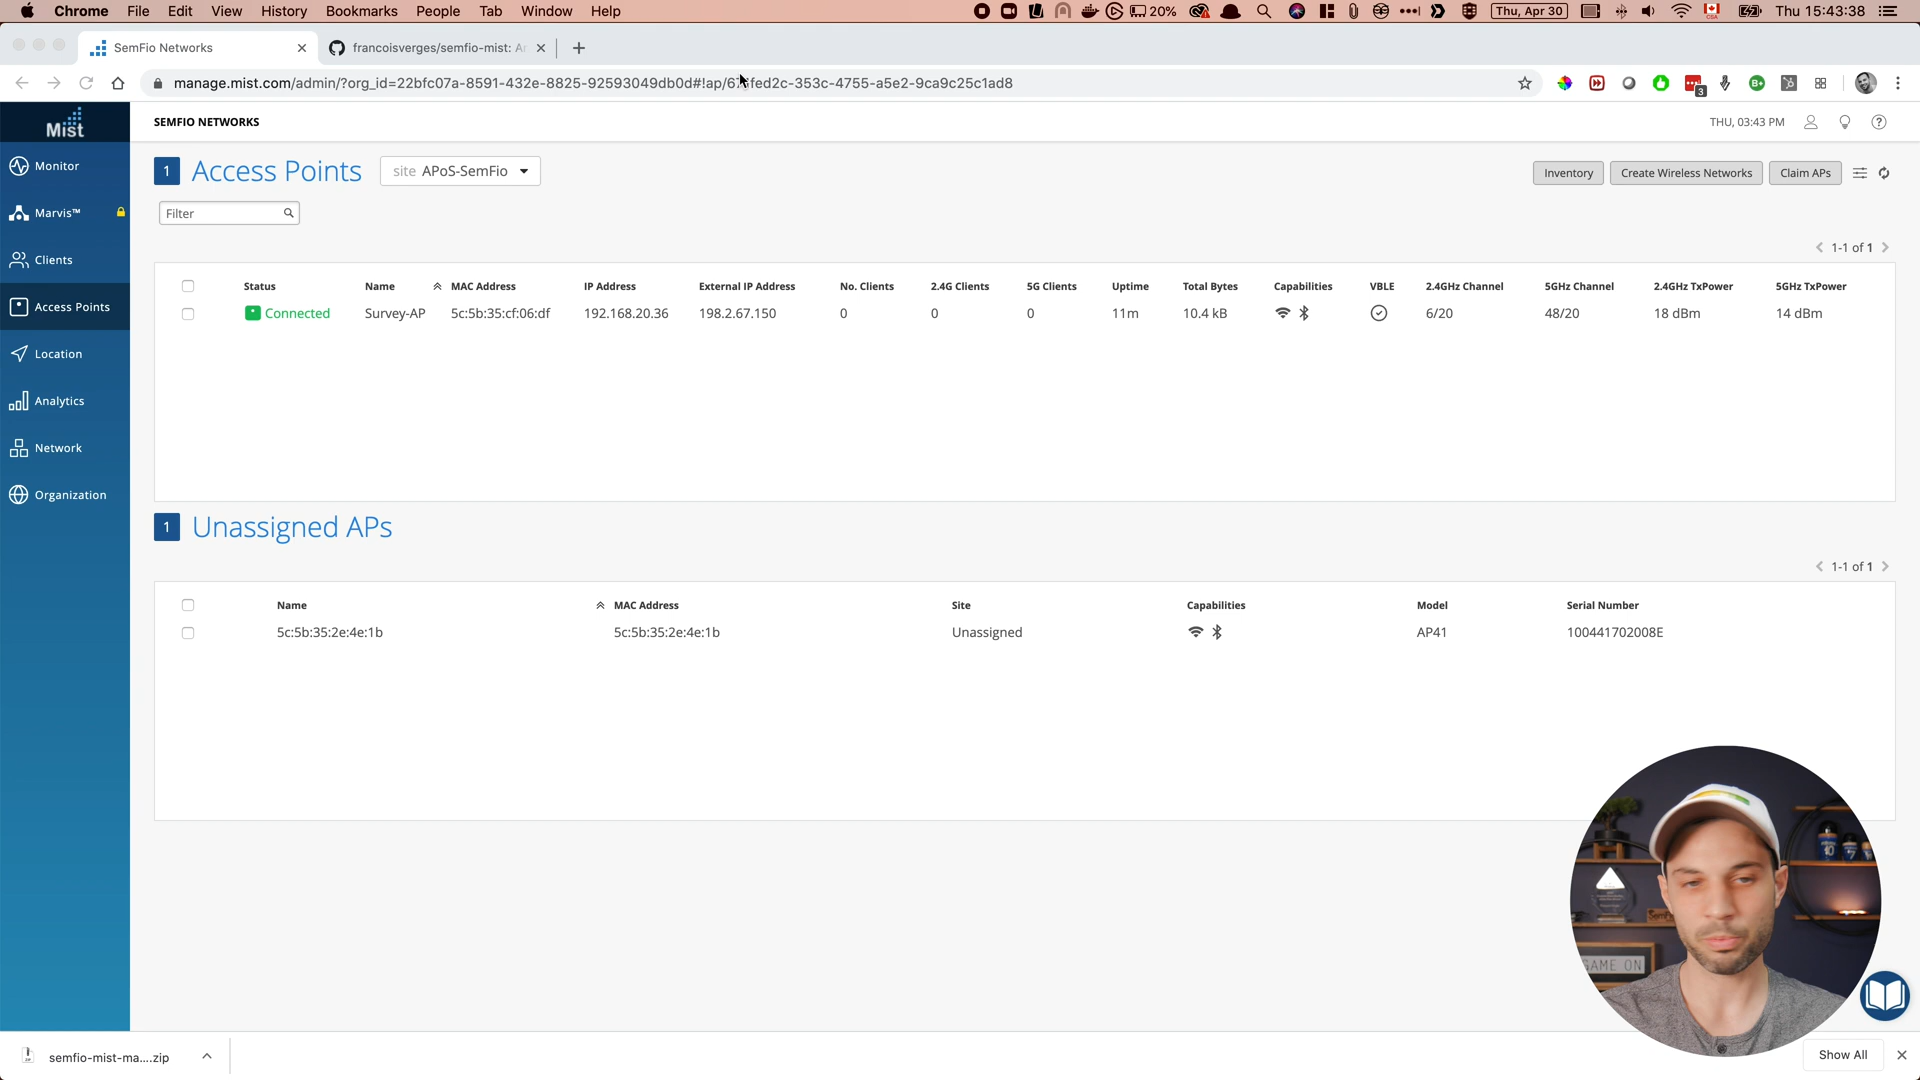 Chrome File Edit View History Bookmarks People Tab Window Help 20% Thu, Apr 30 Thu 15:43:38
SemFio Networks francoisverges/semfio-mist: A
manage.mist.com/admin/?org_id=22bfc07a-8591-432e-8825-92593049db0d#!ap/
Mist
SEMFIO NETWORKS
THU, 03:43 PM
Monitor
Marvis™
Clients
Access Points
Location
Analytics
Network
Organization
1 Access Points site APoS-SemFio
Inventory Create Wireless Networks Claim APs
Filter
1-1 of 1
Status Name MAC Address IP Address External IP Address No. Clients 2.4G Clients 5G Clients Uptime Total Bytes Capabilities VBLE 2.4GHz Channel 5GHz Channel 2.4GHz TxPower 5GHz TxPower
Connected Survey-AP 5c:5b:35:cf:06:df 192.168.20.36 198.2.67.150 0 0 0 11m 10.4 kB 6/20 48/20 18 dBm 14 dBm
1 Unassigned APs
1-1 of 1
Name MAC Address Site Capabilities Model Serial Number
5c:5b:35:2e:4e:1b 5c:5b:35:2e:4e:1b Unassigned AP41 100441702008E
GAME ON
semfio-mist-ma....zip
Show All